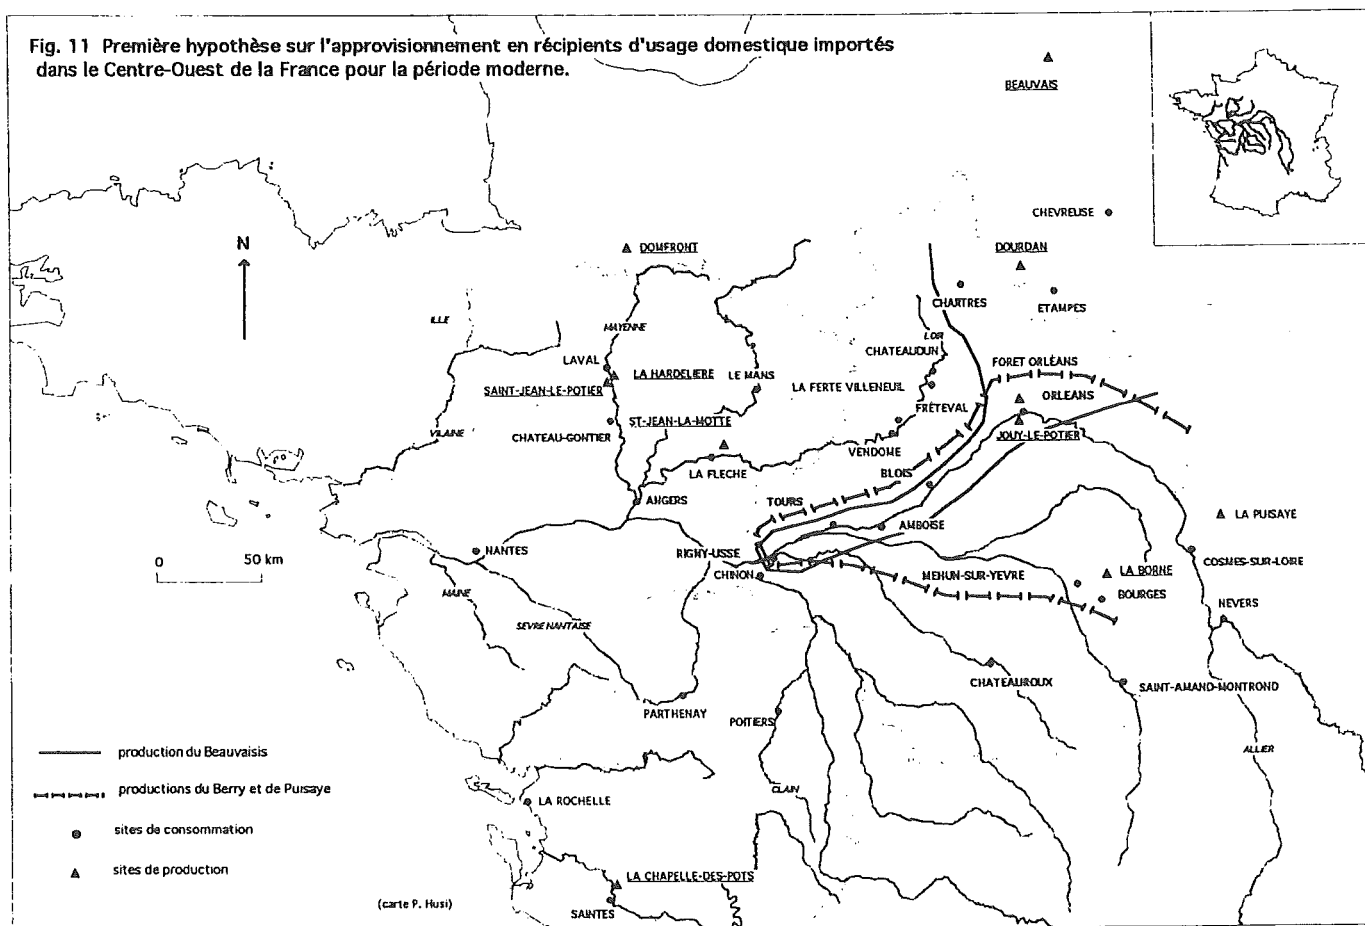 Fig. 11 Première hypothèse sur l'approvisionnement en récipients d'usage domestique importés
dans le Centre-Ouest de la France pour la période moderne.
BEAUVAIS
CHEVREUSE
N
DOMFRONT
DOURDAN
CHARTRES
ETAMPES
ILLE
MAYENNE
LOIR
CHATEAUDUN
LAVAL
FORET ORLÉANS
LA HARDELIERE
LE MANS
LA FERTE VILLENEUIL
SAINT-JEAN-LE-POTIER
ORLEANS
FRÉTEVAL
ST-JEAN-LA-MOTTE
VILAINE
CHATEAU-GONTIER
JOUY-LE-POTIER
VENDOME
LA FLECHE
BLOIS
ANGERS
TOURS
LA PUISAYE
AMBOISE
NANTES
RIGNY-USSE
0 50 km
CHINON
MEHUN-SUR-YEVRE
LA BORNE
COSMES-SUR-LOIRE
MAINE
BOURGES
NEVERS
SEVRE NANTAISE
CHATEAUROUX
SAINT-AMAND-MONTROND
PARTHENAY
POITIERS
ALLIER
production du Beauvaisis
productions du Berry et de Puisaye
CLAIN
LA ROCHELLE
sites de consommation
sites de production
LA CHAPELLE-DES-POTS
(carte P. Husi)
SAINTES